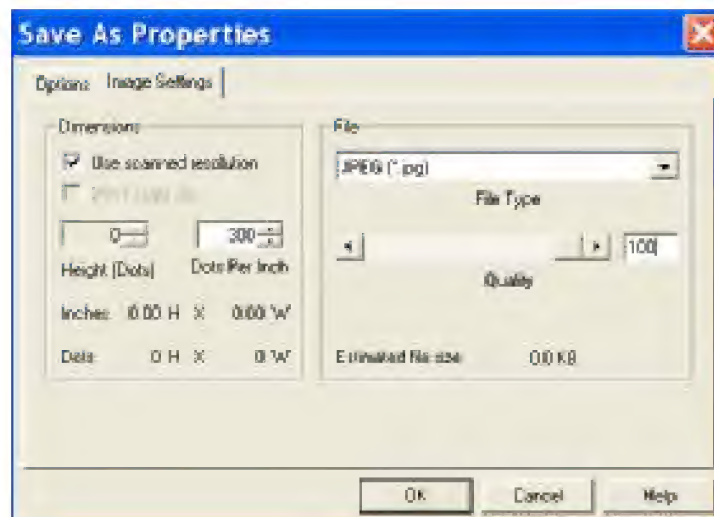 Save As Properties
Options Image Settings
Dimensions
Use scanned resolution
0
300
Height (Dots)
Dots Per Inch
Inches 0.00 H X 0.00 W
Dots 0 H X 0 W
File
JPEG (*.jpg)
File Type
100
Quality
Estimated file size 0.0 KB
OK Cancel Help